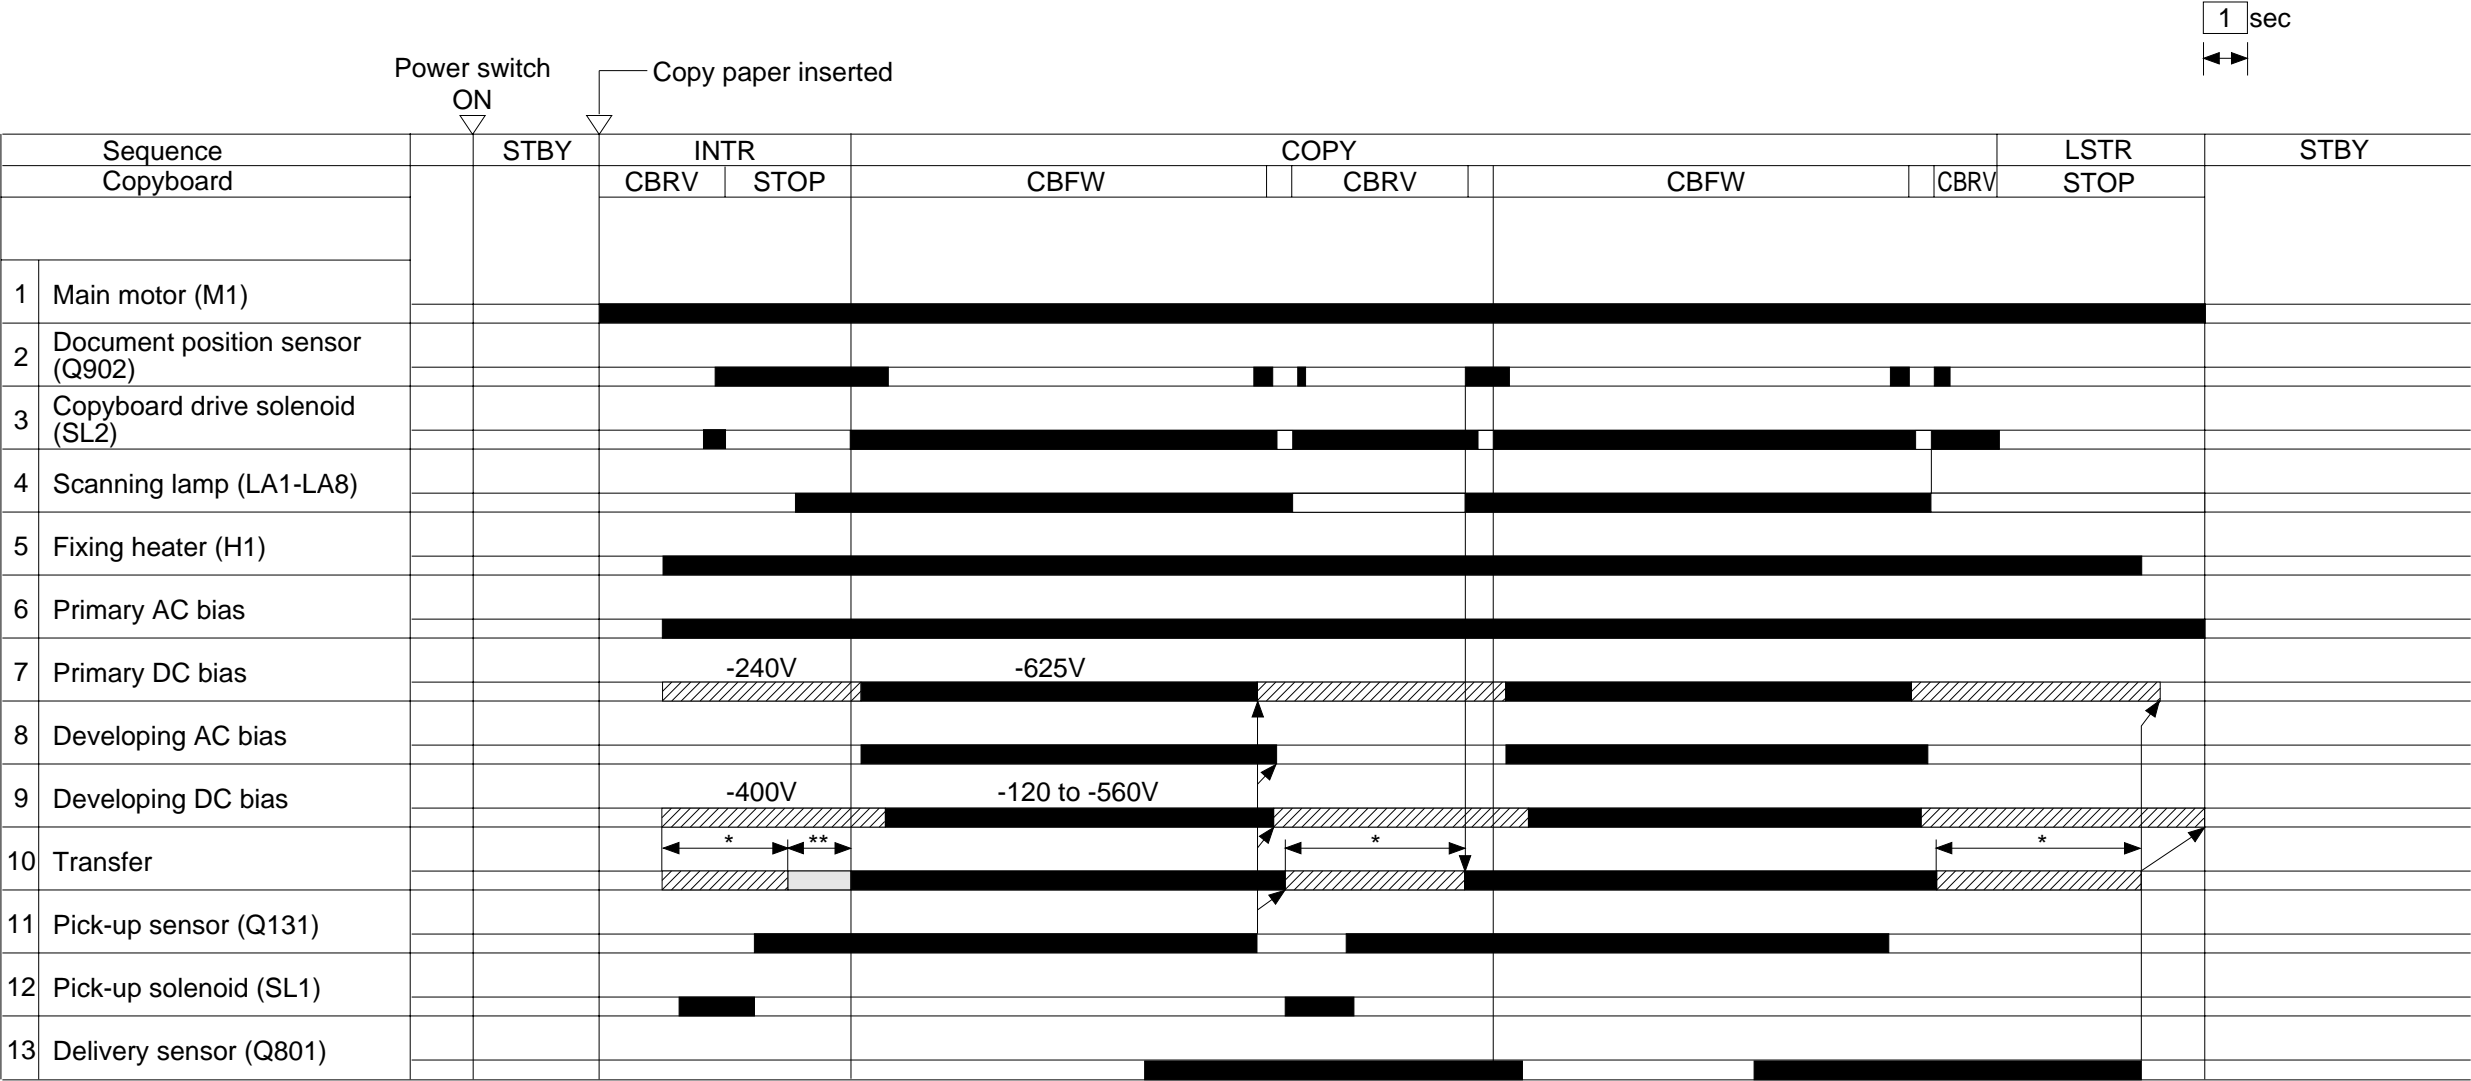 1 sec
Power switch
ON
Copy paper inserted
Sequence STBY INTR COPY LSTR STBY
Copyboard CBRV STOP CBFW CBRV CBFW CBRV STOP
1 Main motor (M1)
2 Document position sensor
(Q902)
3 Copyboard drive solenoid
(SL2)
4 Scanning lamp (LA1-LA8)
5 Fixing heater (H1)
6 Primary AC bias
7 Primary DC bias -240V -625V
8 Developing AC bias
9 Developing DC bias -400V -120 to -560V
* ** * *
10 Transfer
11 Pick-up sensor (Q131)
12 Pick-up solenoid (SL1)
13 Delivery sensor (Q801)